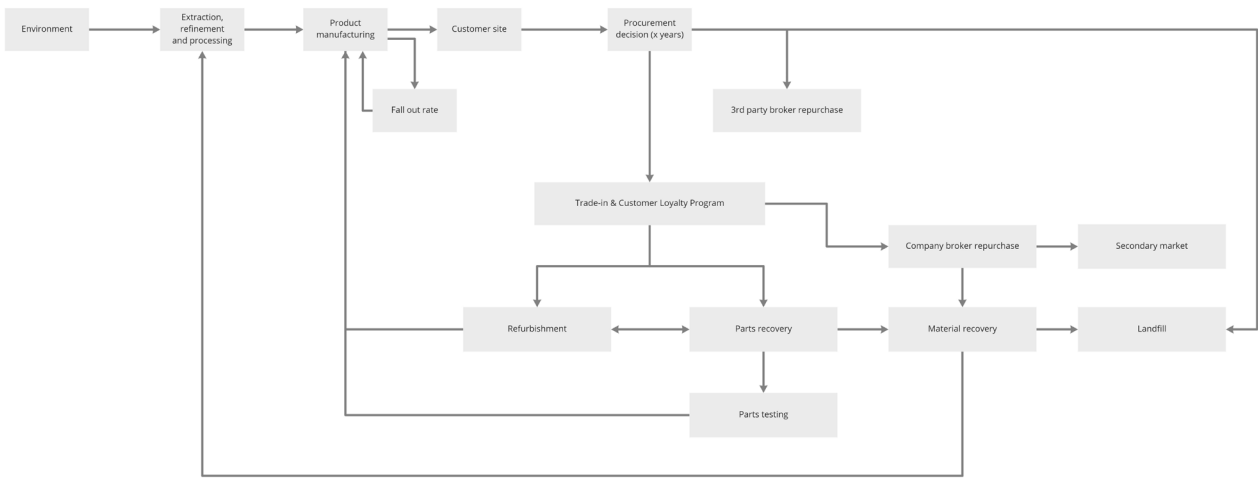 Environment
Extraction,
refinement
and processing
Product
manufacturing
Customer site
Procurement
decision (x years)
Fall out rate
3rd party broker repurchase
Trade-in & Customer Loyalty Program
Company broker repurchase
Secondary market
Refurbishment
Parts recovery
Material recovery
Landfill
Parts testing